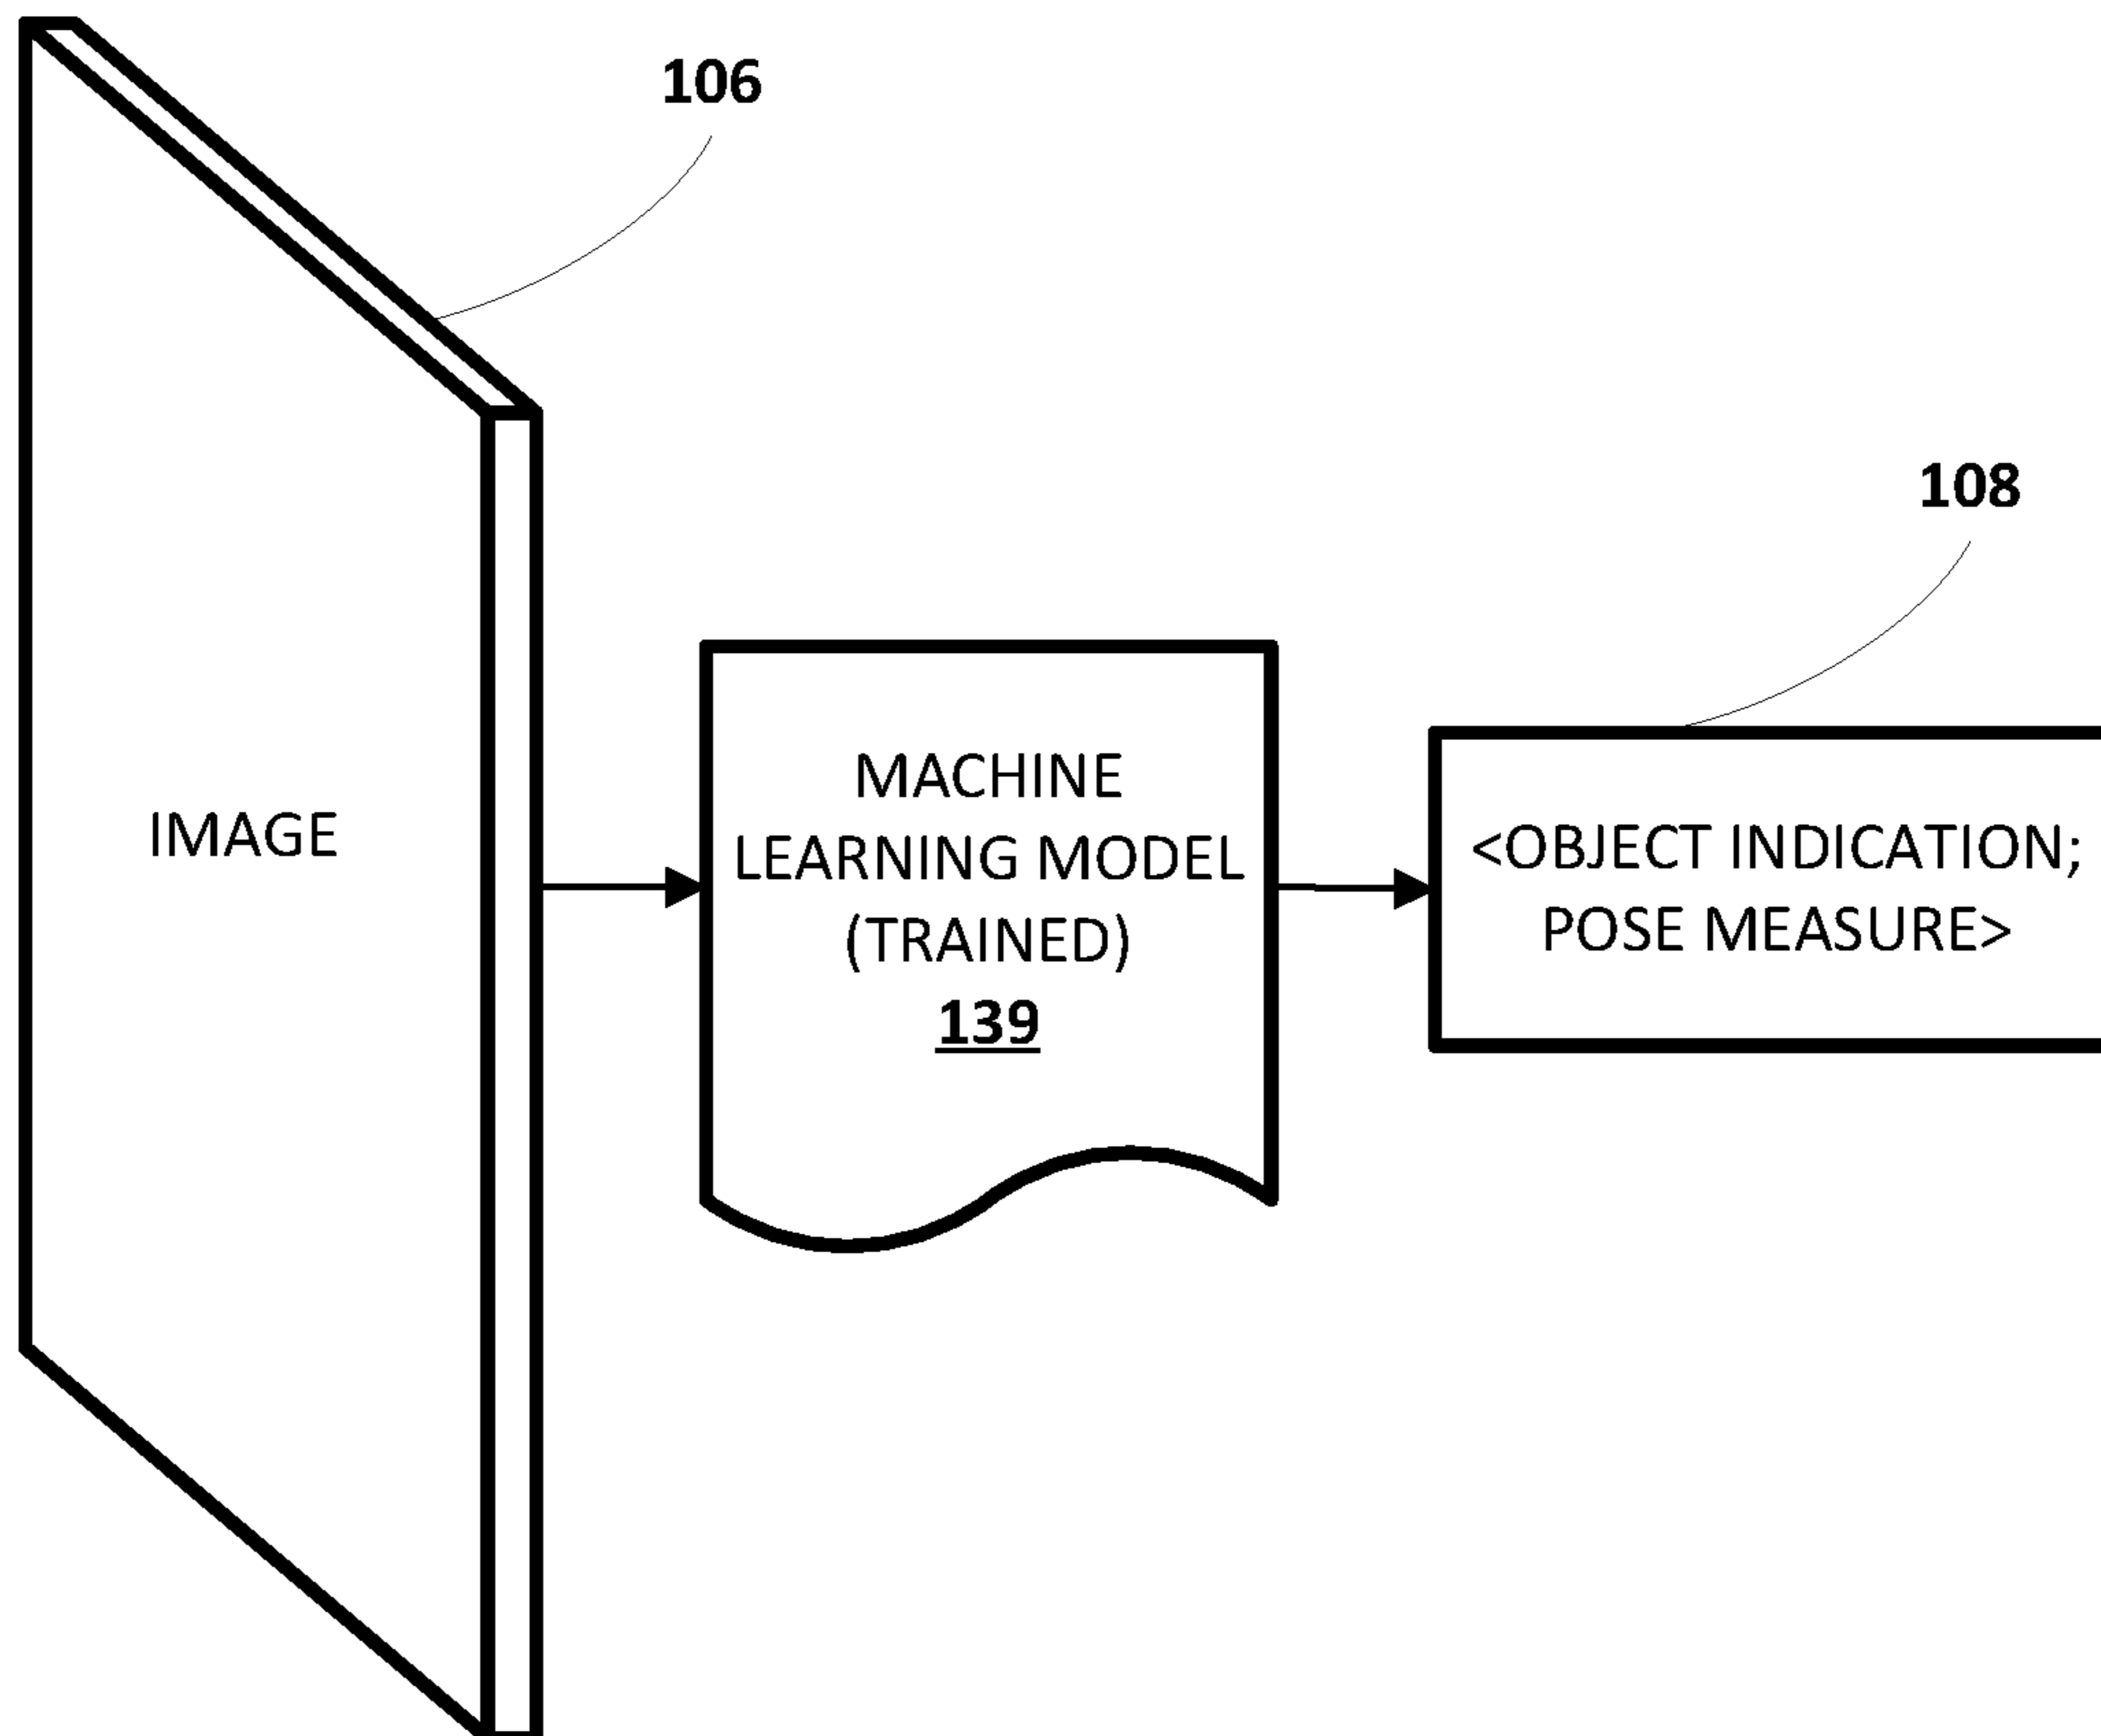 106
108
IMAGE
MACHINE
LEARNING MODEL
(TRAINED)
139
<OBJECT INDICATION;
POSE MEASURE>